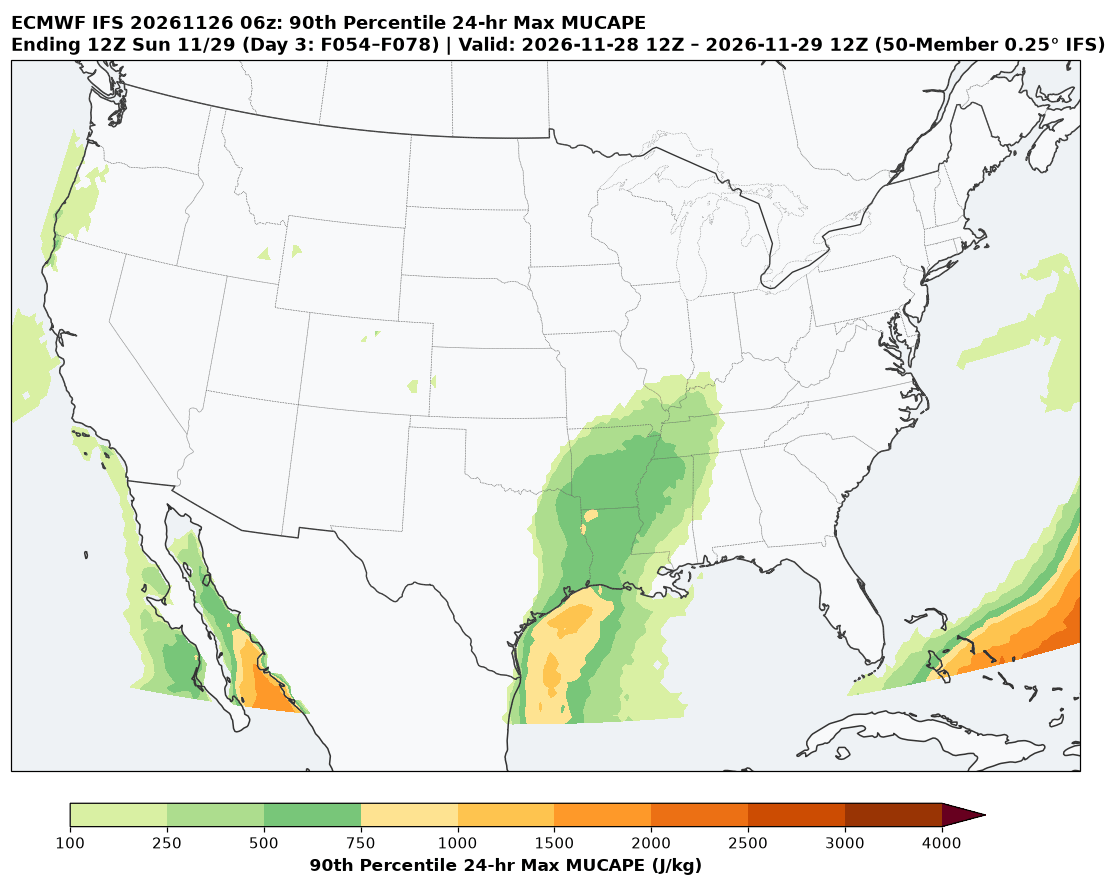 ECMWF IFS 20261126 06z: 90th Percentile 24-hr Max MUCAPE
Ending 12Z Sun 11/29 (Day 3: F054–F078) | Valid: 2026-11-28 12Z – 2026-11-29 12Z (50-Member 0.25° IFS)
100 250 500 750 1000 1500 2000 2500 3000 4000
90th Percentile 24-hr Max MUCAPE (J/kg)